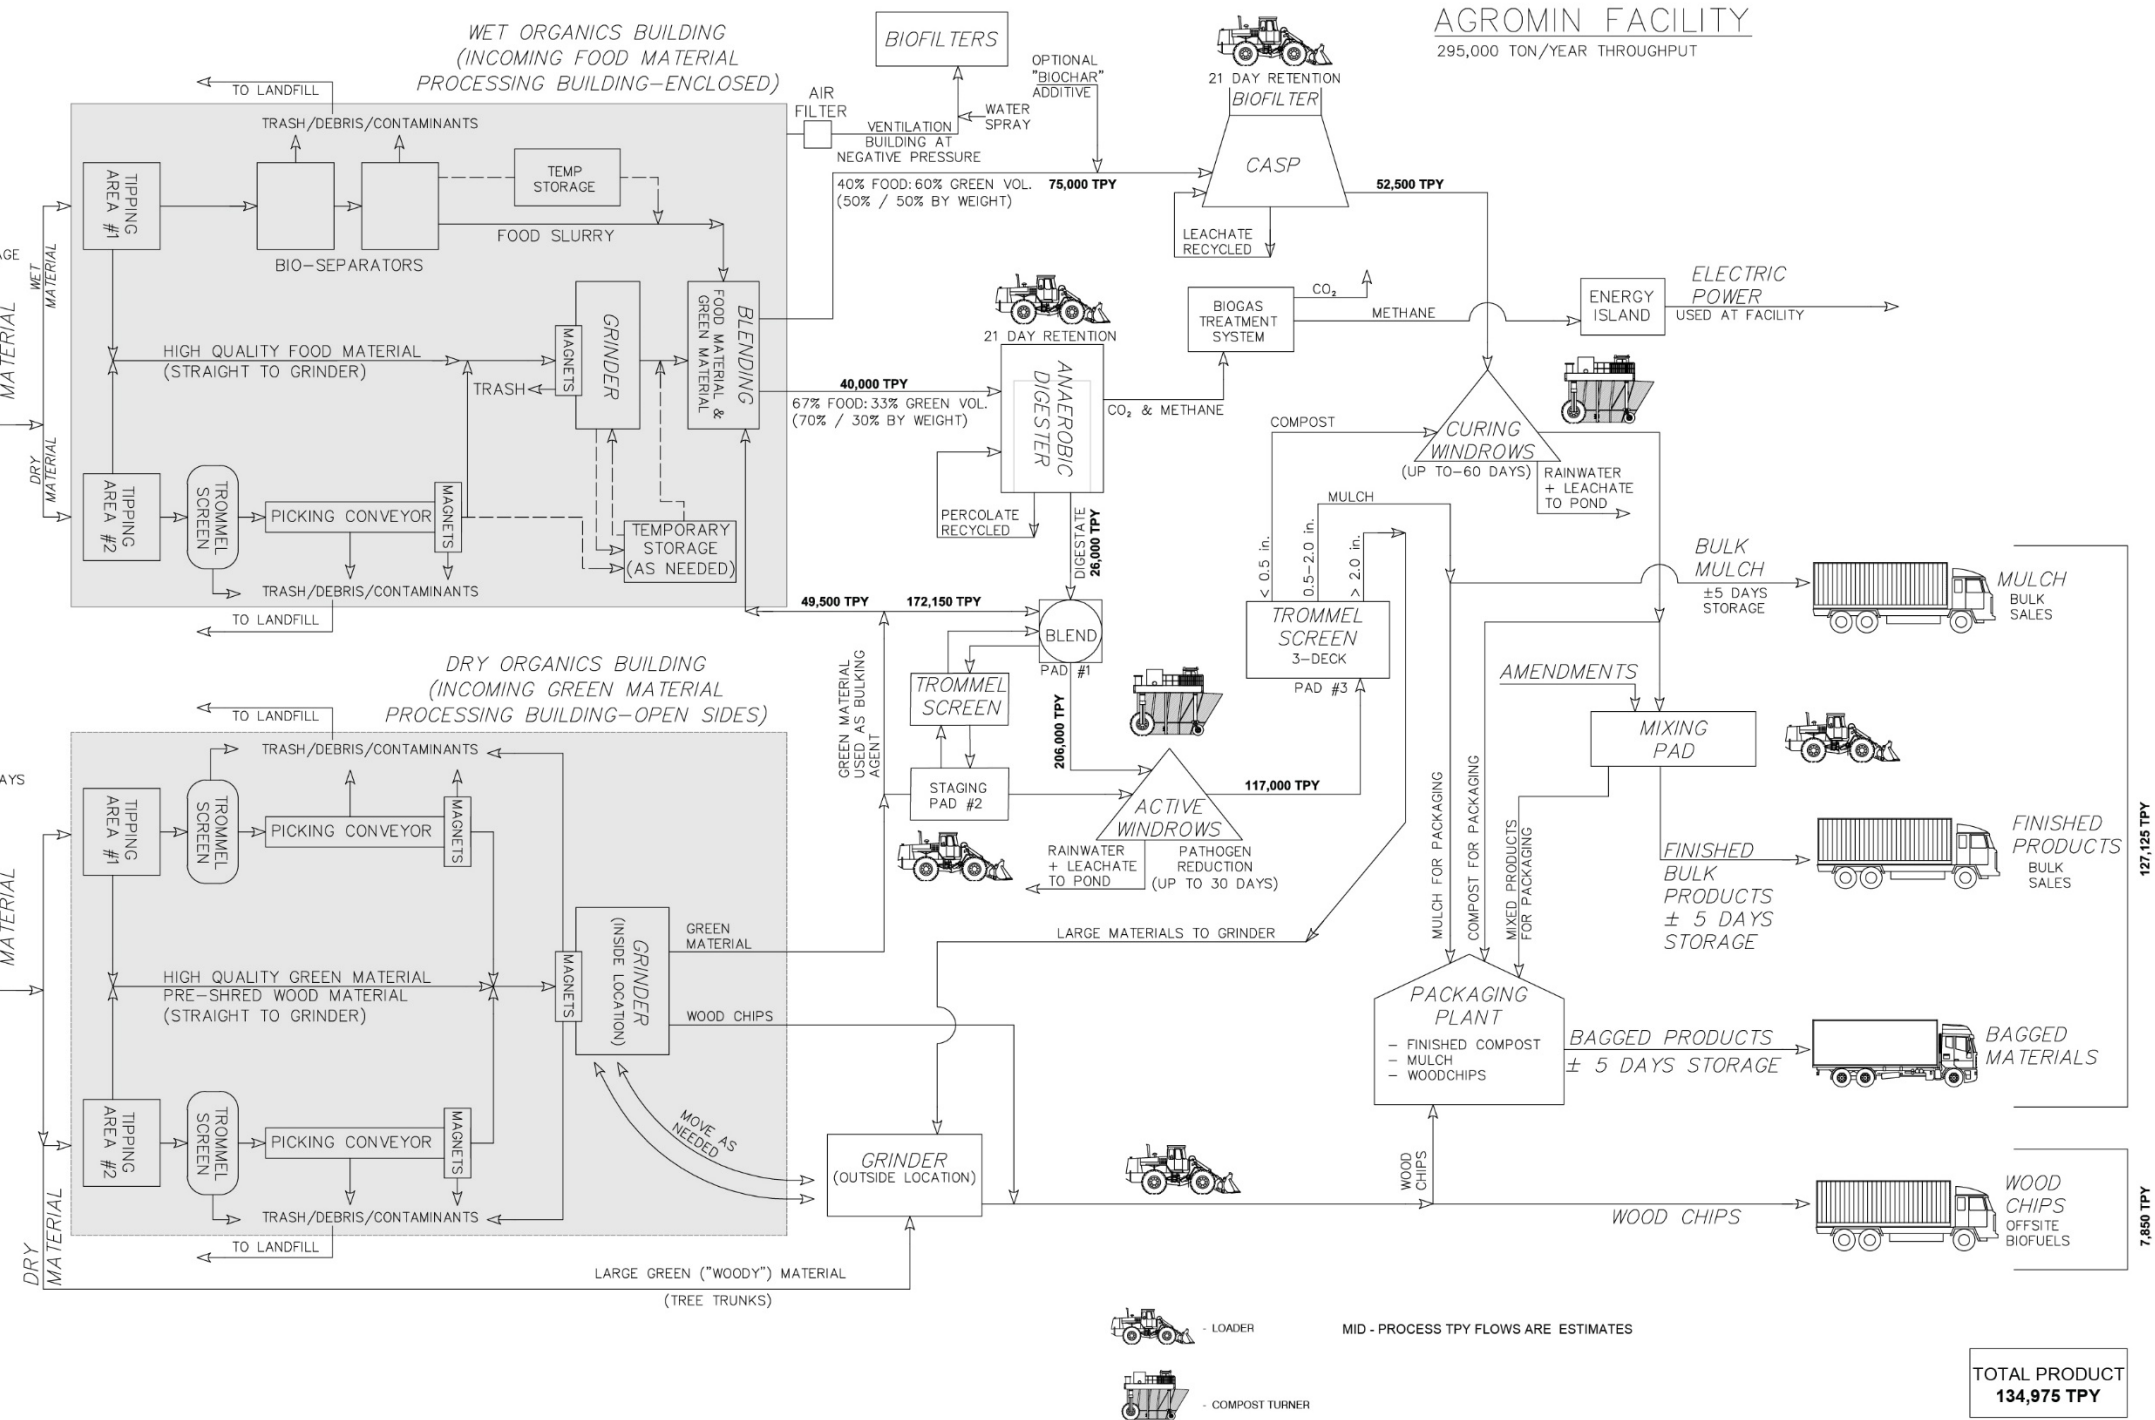 AGROMIN FACILITY
295,000 TON/YEAR THROUGHPUT
WET ORGANICS BUILDING
(INCOMING FOOD MATERIAL
PROCESSING BUILDING-ENCLOSED)
TO LANDFILL
TRASH/DEBRIS/CONTAMINANTS
TIPPING
AREA #1
BIO-SEPARATORS
TEMP
STORAGE
FOOD SLURRY
WET
MATERIAL
MATERIAL
DRY
MATERIAL
HIGH QUALITY FOOD MATERIAL
(STRAIGHT TO GRINDER)
TRASH
MAGNETS
GRINDER
BLENDING
FOOD MATERIAL &
GREEN MATERIAL
TIPPING
AREA #2
TROMMEL
SCREEN
PICKING CONVEYOR
MAGNETS
TEMPORARY
STORAGE
(AS NEEDED)
TRASH/DEBRIS/CONTAMINANTS
TO LANDFILL
AIR
FILTER
BIOFILTERS
WATER
SPRAY
VENTILATION
BUILDING AT
NEGATIVE PRESSURE
OPTIONAL
"BIOCHAR"
ADDITIVE
40% FOOD: 60% GREEN VOL.
(50% / 50% BY WEIGHT)
75,000 TPY
21 DAY RETENTION
BIOFILTER
CASP
52,500 TPY
LEACHATE
RECYCLED
21 DAY RETENTION
ANAEROBIC
DIGESTER
40,000 TPY
67% FOOD: 33% GREEN VOL.
(70% / 30% BY WEIGHT)
CO₂ & METHANE
BIOGAS
TREATMENT
SYSTEM
CO₂
METHANE
ENERGY
ISLAND
ELECTRIC
POWER
USED AT FACILITY
PERCOLATE
RECYCLED
DIGESTATE
26,000 TPY
COMPOST
CURING
WINDROWS
(UP TO-60 DAYS)
RAINWATER
+ LEACHATE
TO POND
MULCH
< 0.5 in.
0.5-2.0 in.
> 2.0 in.
TROMMEL
SCREEN
3-DECK
PAD #3
49,500 TPY
172,150 TPY
BLEND
PAD #1
TROMMEL
SCREEN
STAGING
PAD #2
GREEN MATERIAL
USED AS BULKING
AGENT
206,000 TPY
ACTIVE
WINDROWS
117,000 TPY
RAINWATER
+ LEACHATE
TO POND
PATHOGEN
REDUCTION
(UP TO 30 DAYS)
BULK
MULCH
±5 DAYS
STORAGE
MULCH
BULK
SALES
AMENDMENTS
MIXING
PAD
MULCH FOR PACKAGING
COMPOST FOR PACKAGING
MIXED PRODUCTS
FOR PACKAGING
FINISHED
BULK
PRODUCTS
± 5 DAYS
STORAGE
FINISHED
PRODUCTS
BULK
SALES
127,125 TPY
DRY ORGANICS BUILDING
(INCOMING GREEN MATERIAL
PROCESSING BUILDING-OPEN SIDES)
TO LANDFILL
TRASH/DEBRIS/CONTAMINANTS
TIPPING
AREA #1
TROMMEL
SCREEN
PICKING CONVEYOR
MAGNETS
AYS
MATERIAL
HIGH QUALITY GREEN MATERIAL
PRE-SHRED WOOD MATERIAL
(STRAIGHT TO GRINDER)
MAGNETS
GRINDER
(INSIDE LOCATION)
GREEN
MATERIAL
WOOD CHIPS
LARGE MATERIALS TO GRINDER
TIPPING
AREA #2
TROMMEL
SCREEN
PICKING CONVEYOR
MAGNETS
TRASH/DEBRIS/CONTAMINANTS
TO LANDFILL
DRY
MATERIAL
MOVE AS
NEEDED
GRINDER
(OUTSIDE LOCATION)
LARGE GREEN ("WOODY") MATERIAL
(TREE TRUNKS)
PACKAGING
PLANT
- FINISHED COMPOST
- MULCH
- WOODCHIPS
BAGGED PRODUCTS
± 5 DAYS STORAGE
BAGGED
MATERIALS
WOOD
CHIPS
WOOD CHIPS
WOOD
CHIPS
OFFSITE
BIOFUELS
7,850 TPY
- LOADER
MID - PROCESS TPY FLOWS ARE ESTIMATES
- COMPOST TURNER
TOTAL PRODUCT
134,975 TPY